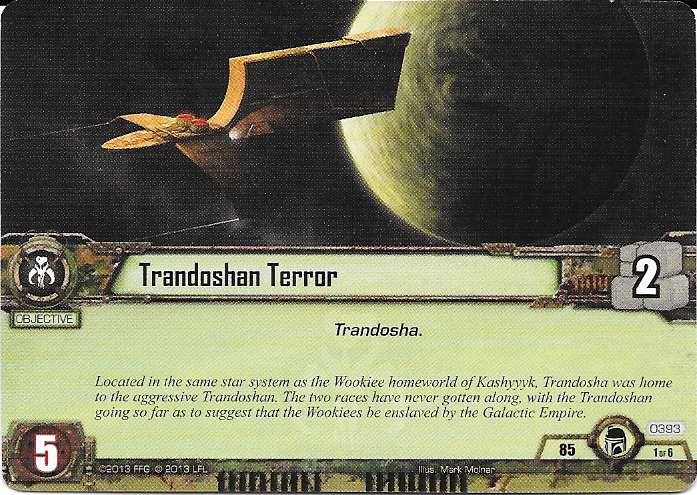 Trandoshan Terror
2
OBJECTIVE
Trandosha.
Located in the same star system as the Wookiee homeworld of Kashyyyk, Trandosha was home
to the aggressive Trandoshan. The two races have never gotten along, with the Trandoshan
going so far as to suggest that the Wookiees be enslaved by the Galactic Empire.
5
0393
85
1 OF 6
©2013 FFG © 2013 LFL
Illus. Mark Molnar